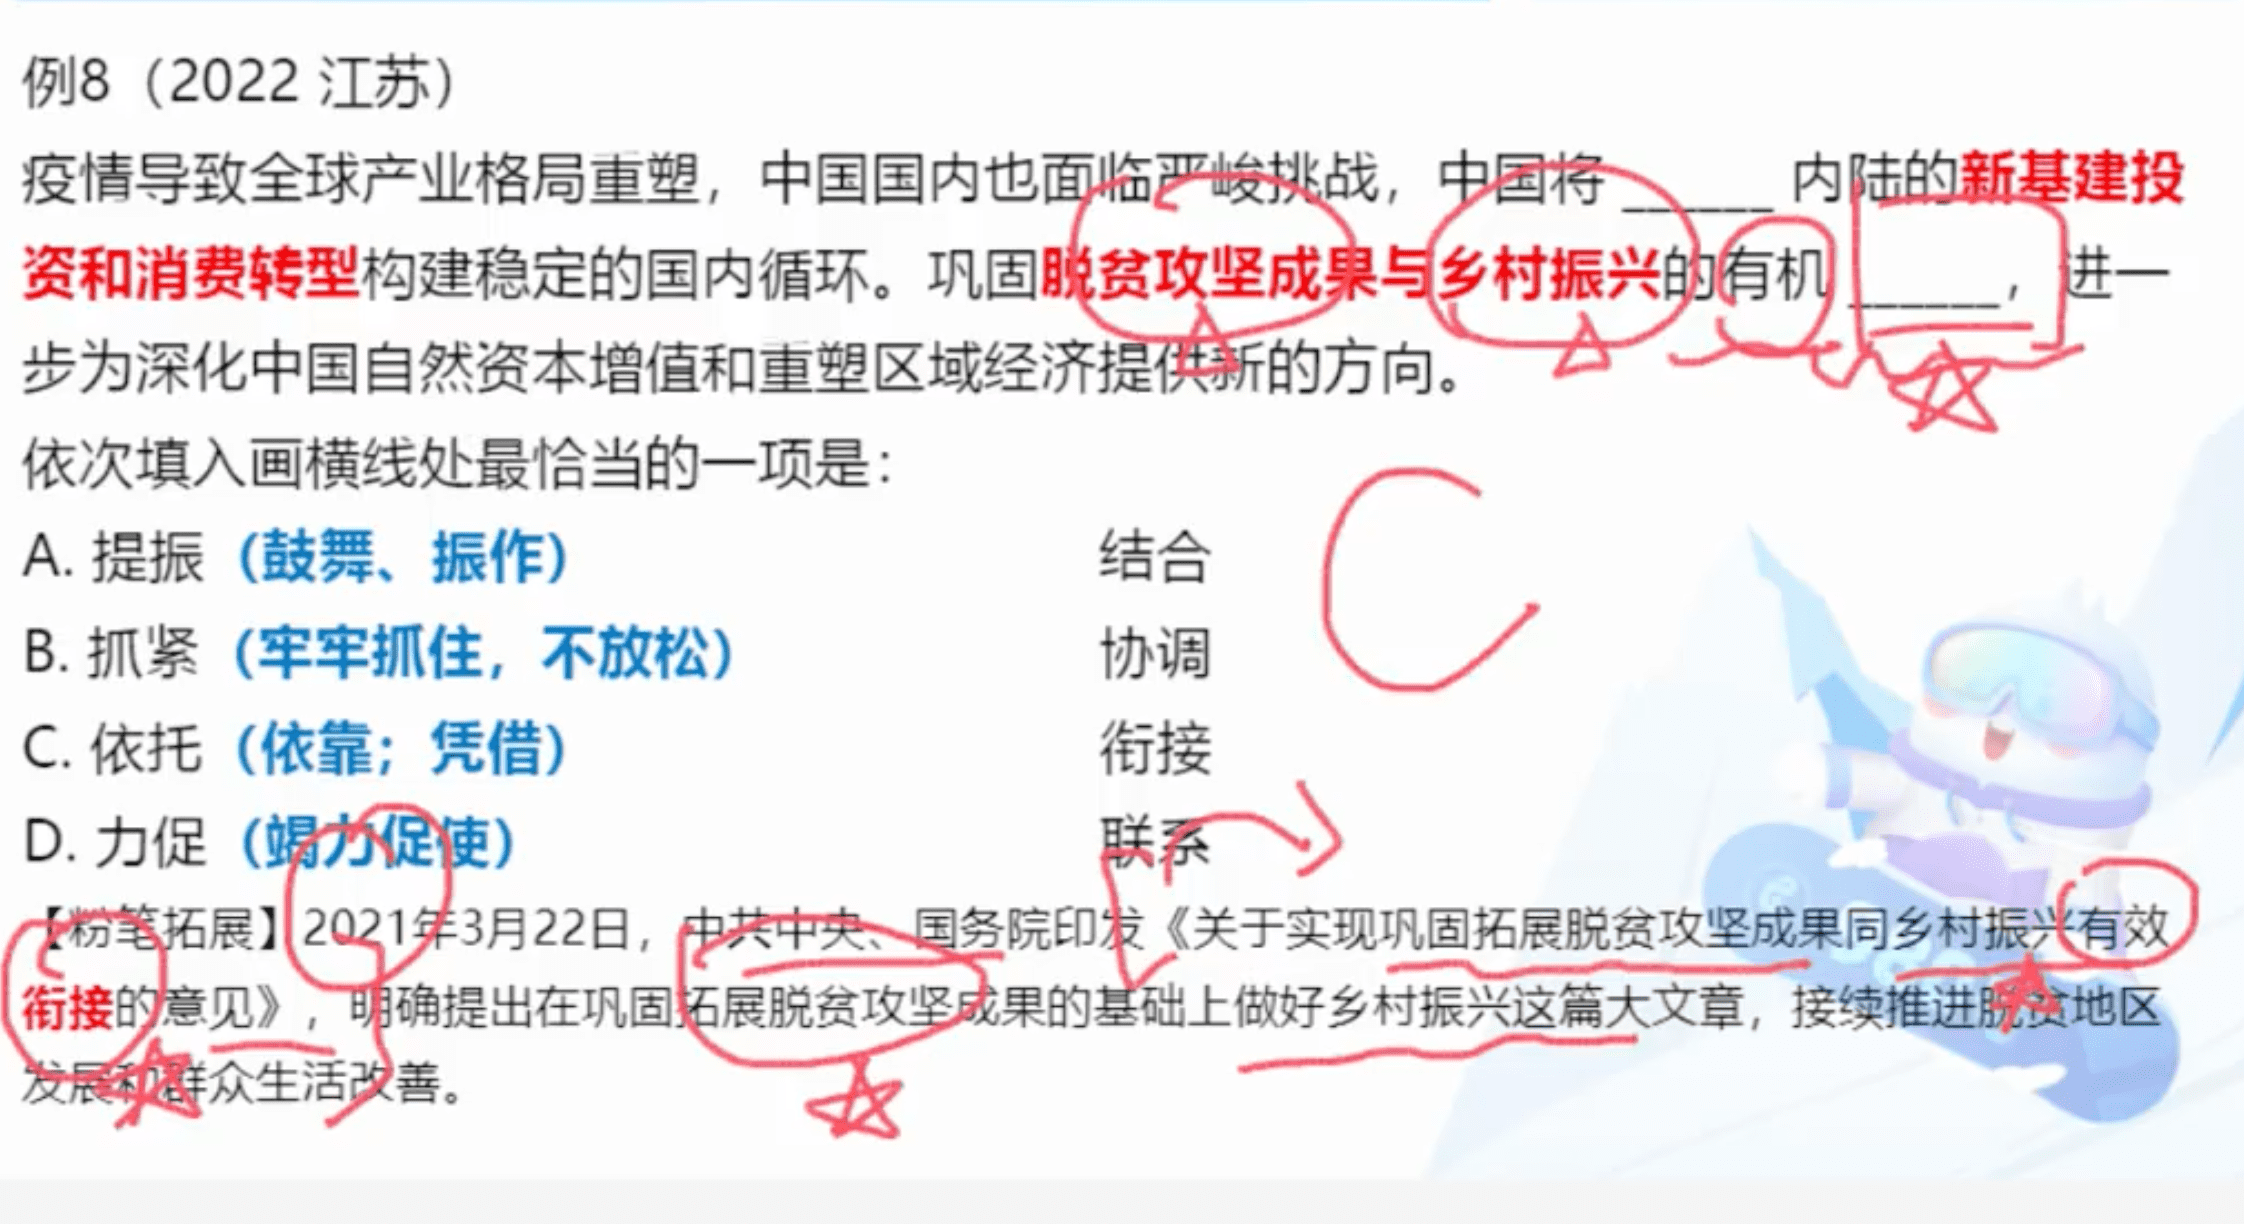 例8（2022 江苏）
疫情导致全球产业格局重塑，中国国内也面临严峻挑战，中国将 ______ 内陆的新基建投
资和消费转型构建稳定的国内循环。巩固脱贫攻坚成果与乡村振兴的有机 ______，进一
步为深化中国自然资本增值和重塑区域经济提供新的方向。
依次填入画横线处最恰当的一项是：
A. 提振（鼓舞、振作） 结合
B. 抓紧（牢牢抓住，不放松） 协调
C. 依托（依靠；凭借） 衔接
D. 力促（竭力促使） 联系
【粉笔拓展】2021年3月22日，中共中央、国务院印发《关于实现巩固拓展脱贫攻坚成果同乡村振兴有效
衔接的意见》，明确提出在巩固拓展脱贫攻坚成果的基础上做好乡村振兴这篇大文章，接续推进脱贫地区
发展和群众生活改善。